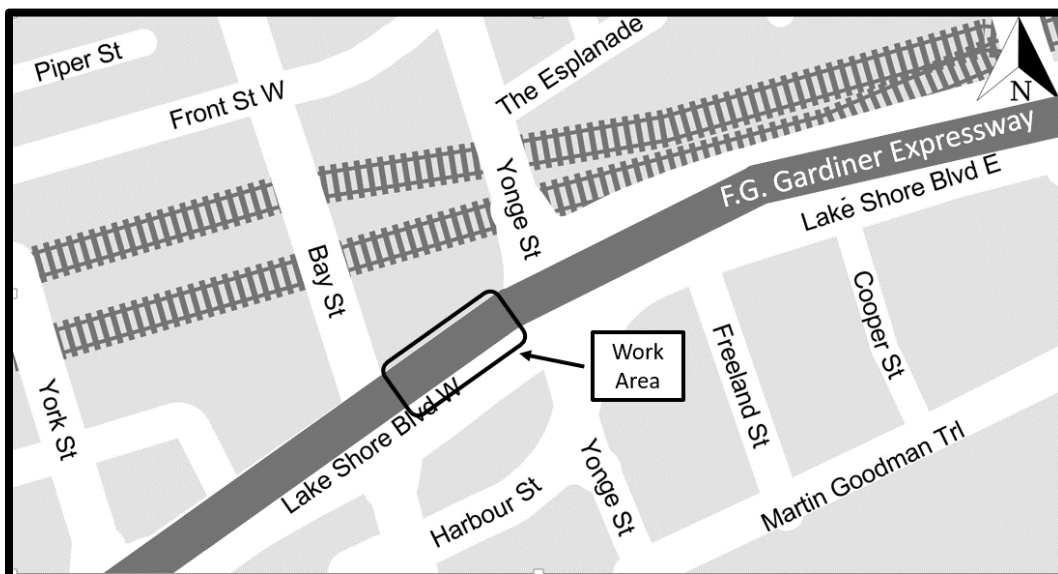 Piper St
Front St W
The Esplanade
N
F.G. Gardiner Expressway
Lake Shore Blvd E
Yonge St
Bay St
Cooper St
Work
Area
Freeland St
York St
Lake Shore Blvd W
Yonge St
Harbour St
Martin Goodman Trl